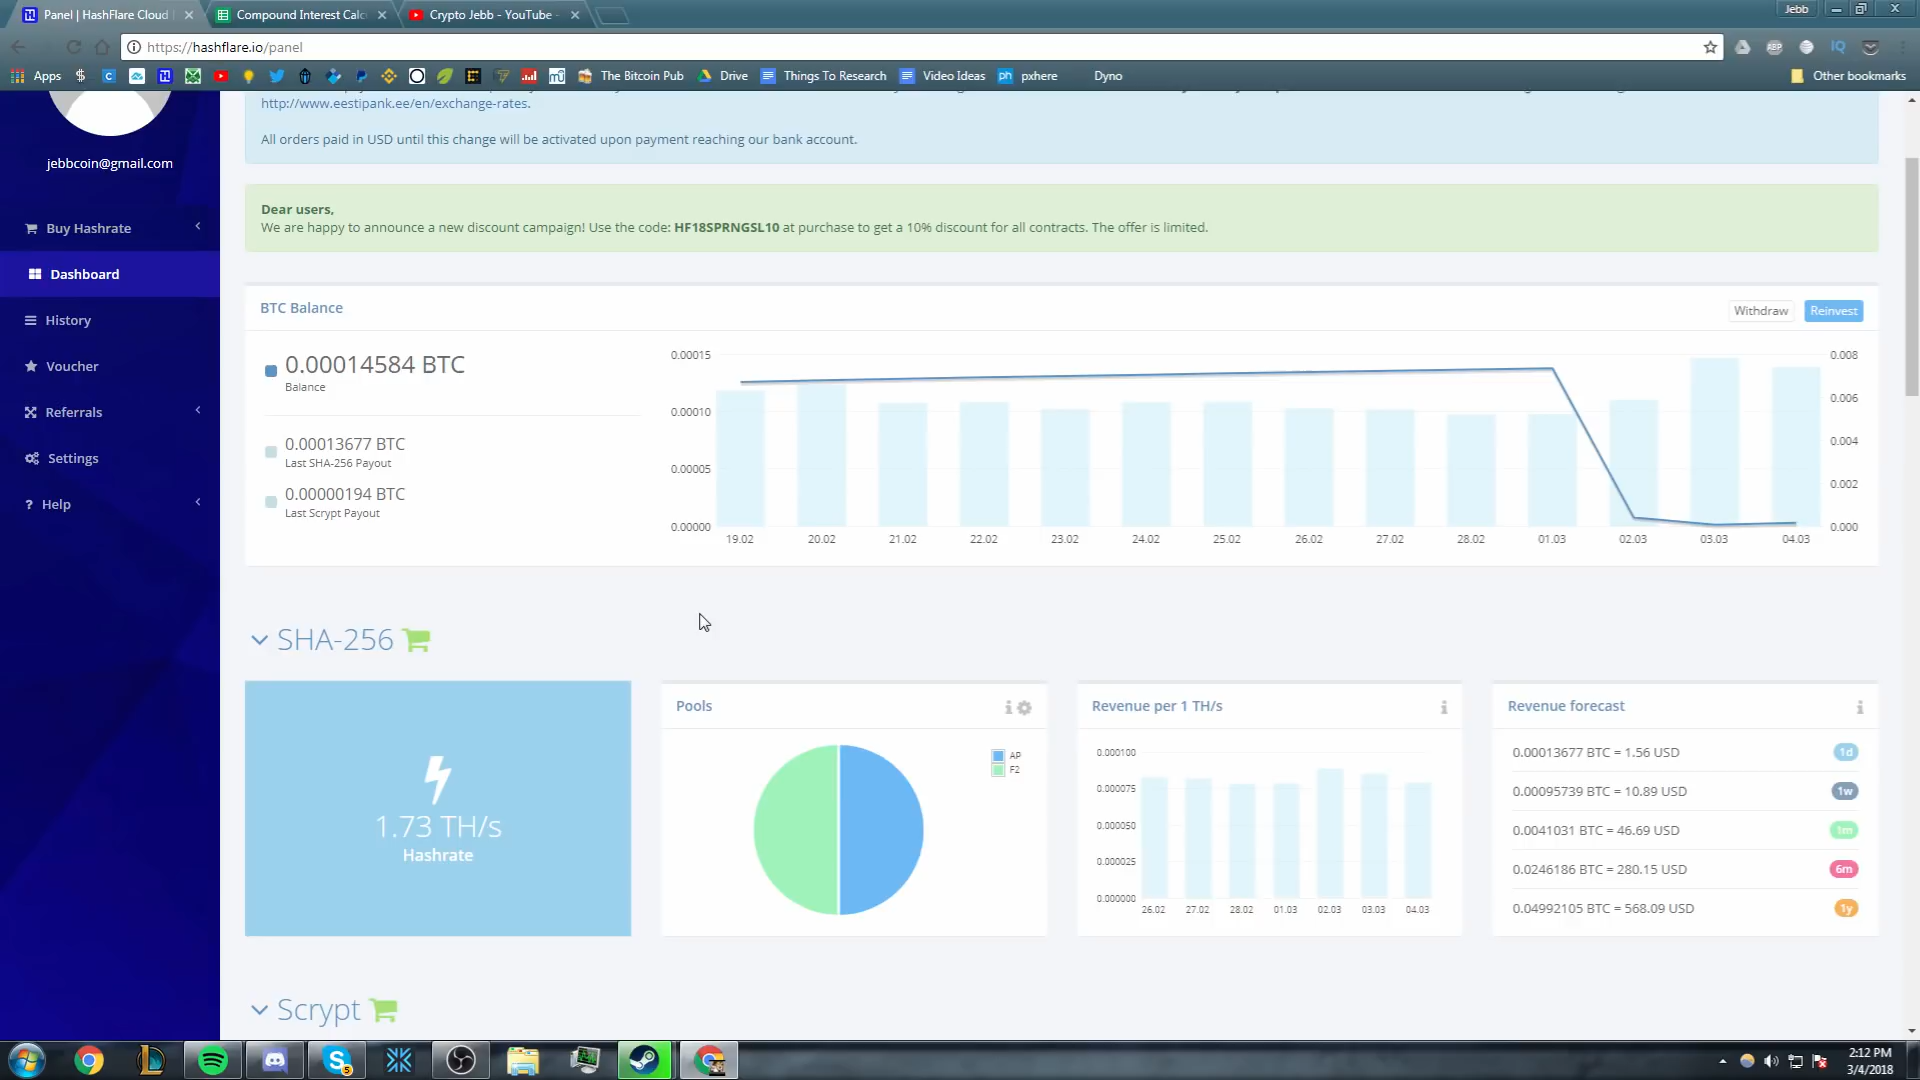 Panel | HashFlare Cloud
Compound Interest Calc
Crypto Jebb - YouTube
Jebb
https://hashflare.io/panel
ABP
IQ
Apps
The Bitcoin Pub
Drive
Things To Research
Video Ideas
ph
pxhere
Dyno
Other bookmarks
http://www.eestipank.ee/en/exchange-rates.
All orders paid in USD until this change will be activated upon payment reaching our bank account.
jebbcoin@gmail.com
Buy Hashrate
Dashboard
History
Voucher
Referrals
Settings
? Help
Dear users,
We are happy to announce a new discount campaign! Use the code: HF18SPRNGSL10 at purchase to get a 10% discount for all contracts. The offer is limited.
BTC Balance
Withdraw
Reinvest
0.00014584 BTC
Balance
0.00013677 BTC
Last SHA-256 Payout
0.00000194 BTC
Last Scrypt Payout
0.00015
0.00010
0.00005
0.00000
0.008
0.006
0.004
0.002
0.000
19.02 20.02 21.02 22.02 23.02 24.02 25.02 26.02 27.02 28.02 01.03 02.03 03.03 04.03
SHA-256
1.73 TH/s
Hashrate
Pools
AP
F2
Revenue per 1 TH/s
0.000100
0.000075
0.000050
0.000025
0.000000
26.02 27.02 28.02 01.03 02.03 03.03 04.03
Revenue forecast
0.00013677 BTC = 1.56 USD 1d
0.00095739 BTC = 10.89 USD 1w
0.0041031 BTC = 46.69 USD 1m
0.0246186 BTC = 280.15 USD 6m
0.04992105 BTC = 568.09 USD 1y
Scrypt
2:12 PM
3/4/2018